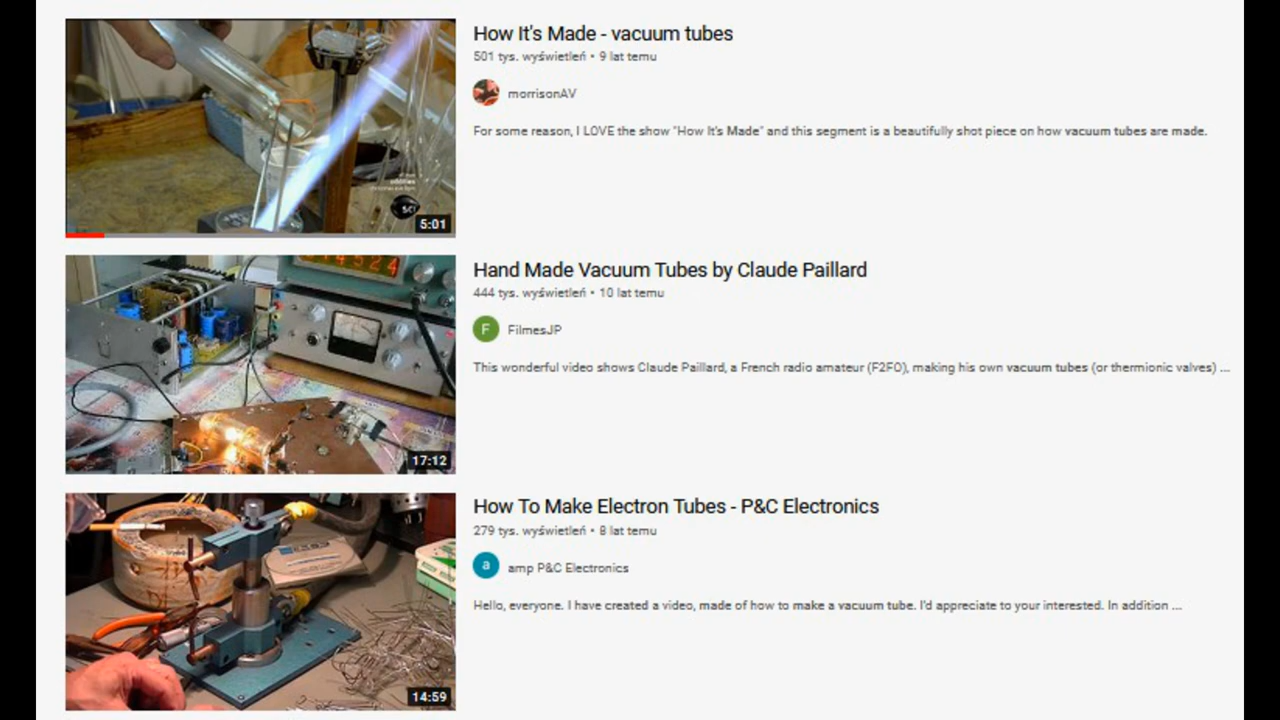 How It's Made - vacuum tubes
501 tys. wyświetleń • 9 lat temu
morrisonAV
For some reason, I LOVE the show "How It's Made" and this segment is a beautifully shot piece on how vacuum tubes are made.
SCI
5:01
Hand Made Vacuum Tubes by Claude Paillard
444 tys. wyświetleń • 10 lat temu
F FilmesJP
This wonderful video shows Claude Paillard, a French radio amateur (F2FO), making his own vacuum tubes (or thermionic valves) ...
17:12
How To Make Electron Tubes - P&C Electronics
279 tys. wyświetleń • 8 lat temu
a amp P&C Electronics
Hello, everyone. I have created a video, made of how to make a vacuum tube. I'd appreciate to your interested. In addition ...
14:59